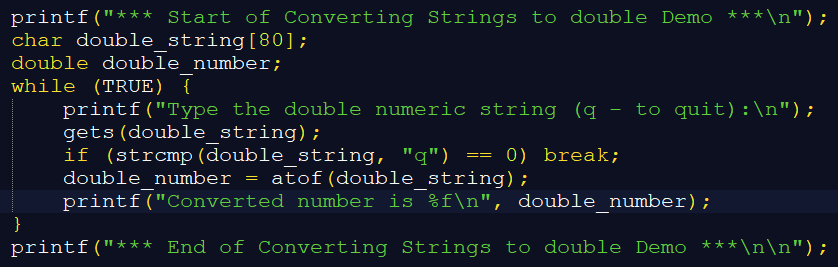 printf("*** Start of Converting Strings to double Demo ***\n");
char double_string[80];
double double_number;
while (TRUE) {
    printf("Type the double numeric string (q - to quit):\n");
    gets(double_string);
    if (strcmp(double_string, "q") == 0) break;
    double_number = atof(double_string);
    printf("Converted number is %f\n", double_number);
}
printf("*** End of Converting Strings to double Demo ***\n\n");